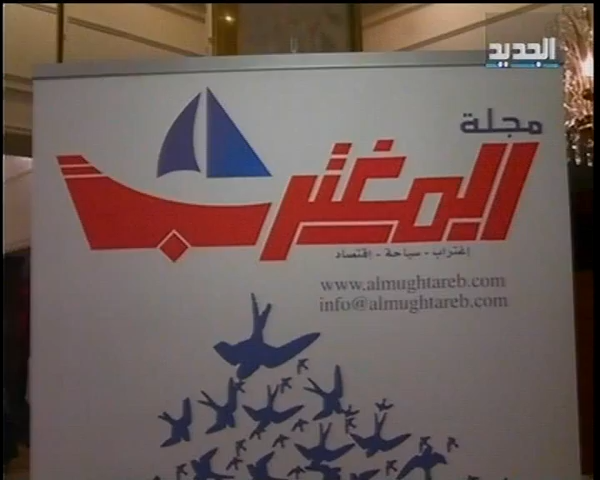 الجديد
مجلة
المغترب
إغتراب - سياحة - إقتصاد
www.almughtareb.com
info@almughtareb.com